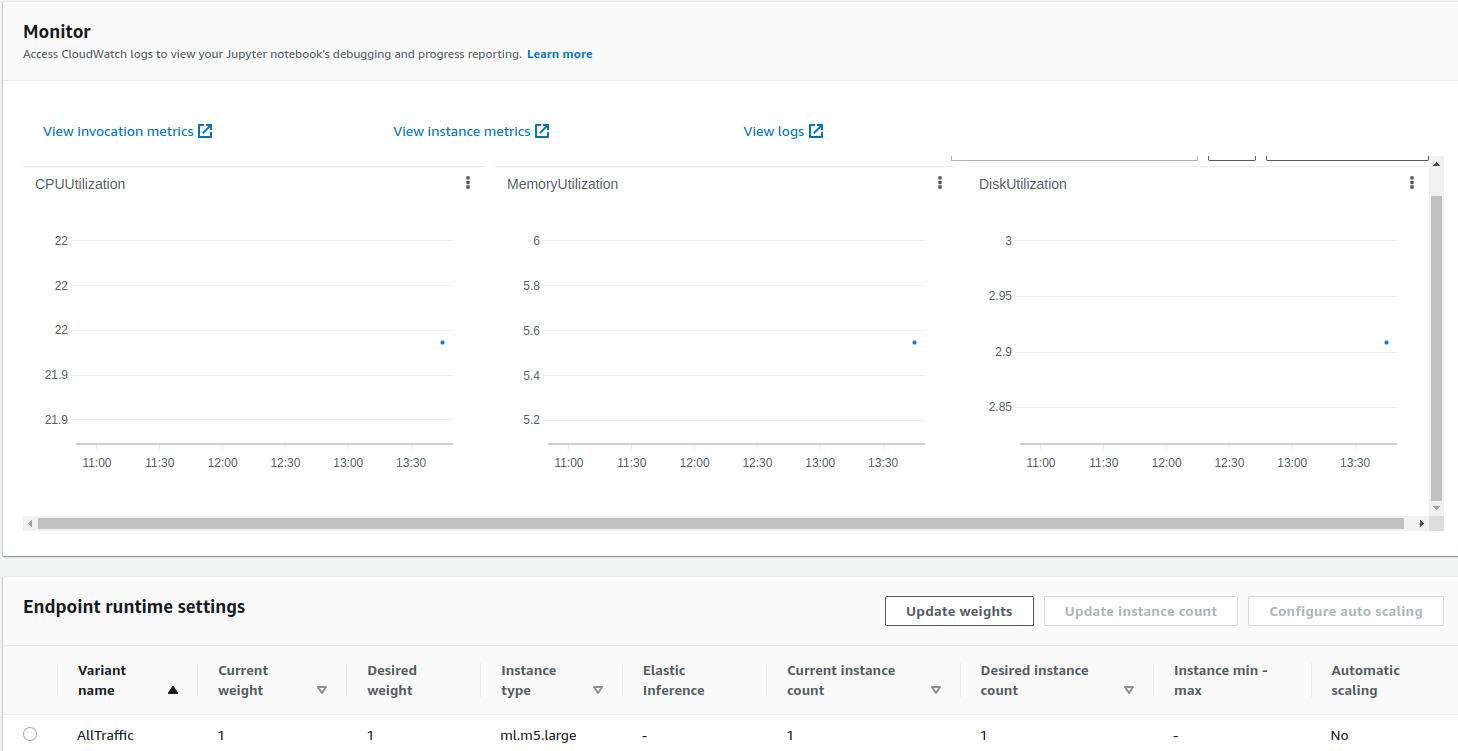 Monitor
Access CloudWatch logs to view your Jupyter notebook's debugging and progress reporting. Learn more
View invocation metrics View instance metrics View logs
CPUUtilization MemoryUtilization DiskUtilization
22
22
22
21.9
21.9
11:00 11:30 12:00 12:30 13:00 13:30
6
5.8
5.6
5.4
5.2
11:00 11:30 12:00 12:30 13:00 13:30
3
2.95
2.9
2.85
11:00 11:30 12:00 12:30 13:00 13:30
Endpoint runtime settings Update weights Update instance count Configure auto scaling
Variant Current Desired Instance Elastic Current instance Desired instance Instance min - Automatic
name weight weight type Inference count count max scaling
AllTraffic 1 1 ml.m5.large - 1 1 - No